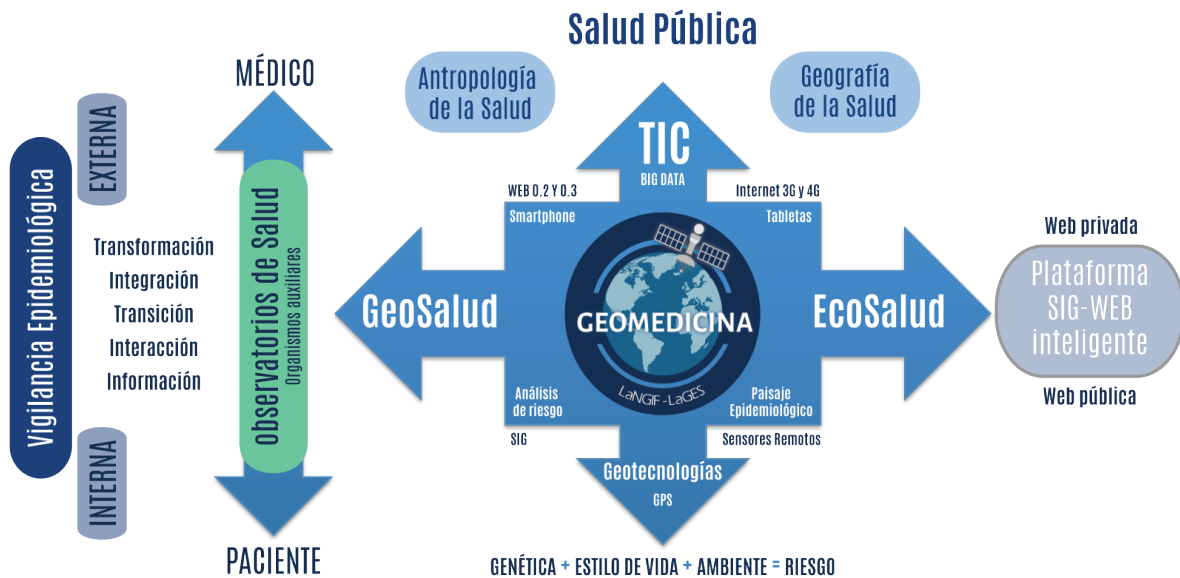 Salud Pública
MÉDICO
Antropología
de la Salud
Geografía
de la Salud
EXTERNA
Vigilancia Epidemiológica
INTERNA
Transformación
Integración
Transición
Interacción
Información
observatorios de Salud
Organismos auxiliares
PACIENTE
TIC
BIG DATA
WEB 0.2 Y 0.3
Smartphone
Internet 3G y 4G
Tabletas
GeoSalud
GEOMEDICINA
LaNGIF - LaGES
EcoSalud
Análisis
de riesgo
SIG
Paisaje
Epidemiológico
Sensores Remotos
Geotecnologías
GPS
Web privada
Plataforma
SIG-WEB
inteligente
Web pública
GENÉTICA + ESTILO DE VIDA + AMBIENTE = RIESGO